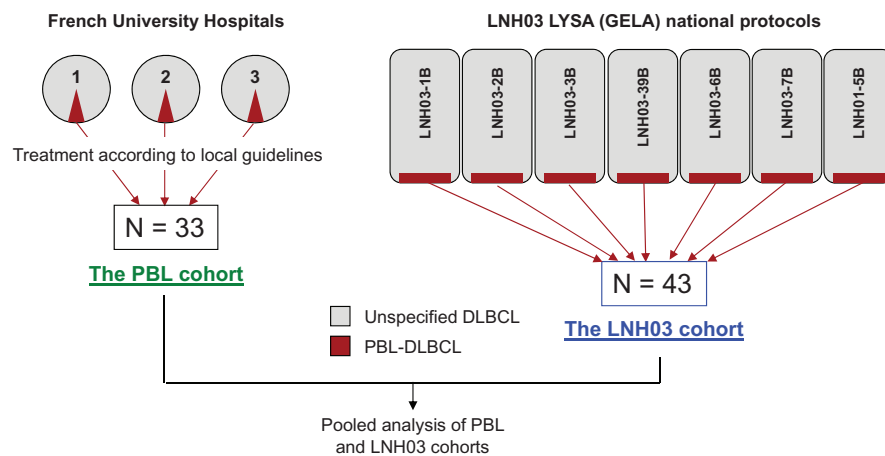 French University Hospitals
1 2 3
Treatment according to local guidelines
N = 33
The PBL cohort
LNH03 LYSA (GELA) national protocols
LNH03-1B
LNH03-2B
LNH03-3B
LNH03-39B
LNH03-6B
LNH03-7B
LNH01-5B
N = 43
The LNH03 cohort
Unspecified DLBCL
PBL-DLBCL
Pooled analysis of PBL
and LNH03 cohorts